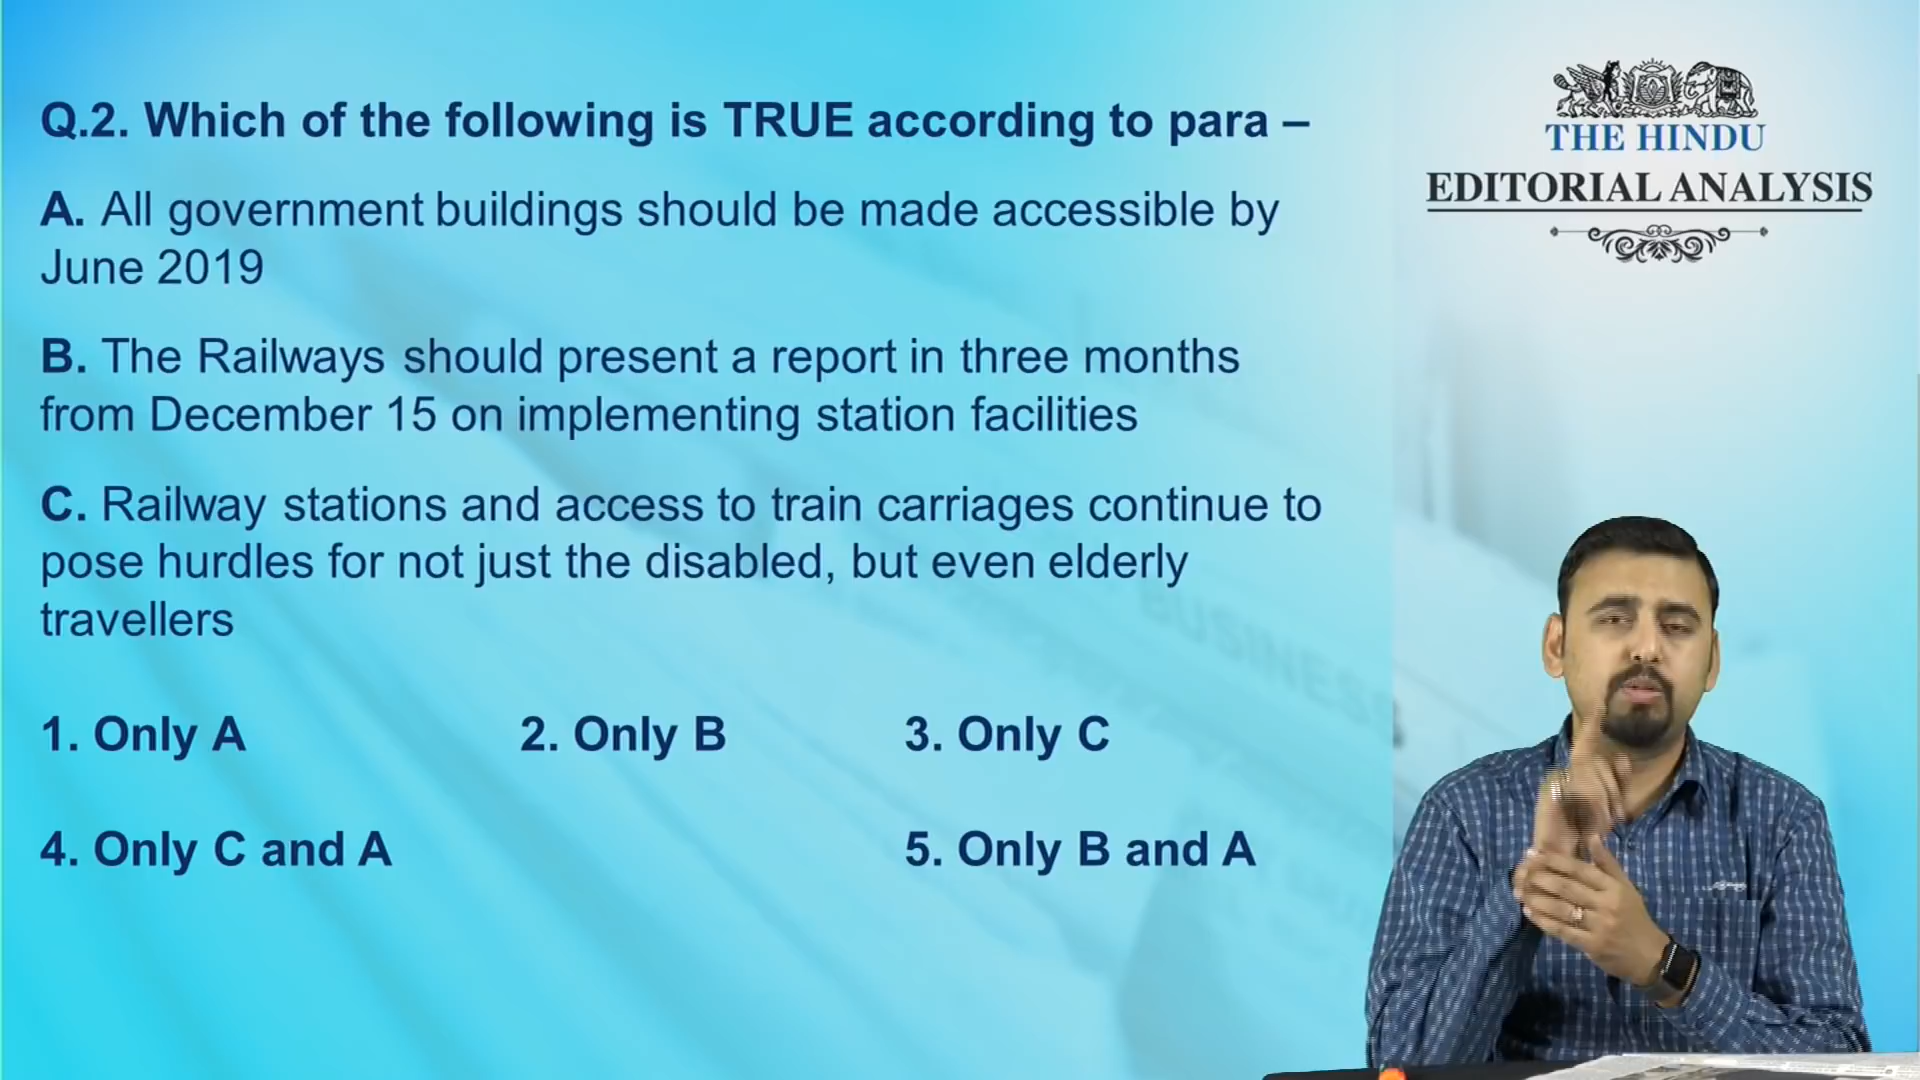 Q.2. Which of the following is TRUE according to para –
A. All government buildings should be made accessible by
June 2019
B. The Railways should present a report in three months
from December 15 on implementing station facilities
C. Railway stations and access to train carriages continue to
pose hurdles for not just the disabled, but even elderly
travellers
1. Only A 2. Only B 3. Only C
4. Only C and A 5. Only B and A
THE HINDU
EDITORIAL ANALYSIS
BUSINESS